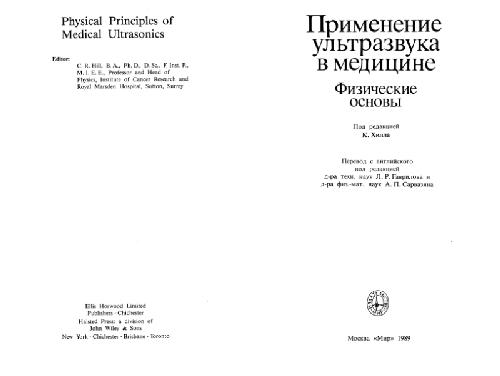 Physical Principles of
Medical Ultrasonics
Editor:
C. R. Hill, B. A., Ph. D., D. Sc., F. Inst. P.,
M. I. E. E., Professor and Head of
Physics, Institute of Cancer Research and
Royal Marsden Hospital, Sutton, Surrey
Ellis Horwood Limited
Publishers · Chichester
Halsted Press: a division of
John Wiley & Sons
New York · Chichester · Brisbane · Toronto
Применение
ультразвука
в медицине
Физические
основы
Под редакцией
К. Хилла
Перевод с английского
под редакцией
д-ра техн. наук Л. Р. Гаврилова и
д-ра физ.-мат. наук А. П. Сарвазяна
Москва «Мир» 1989